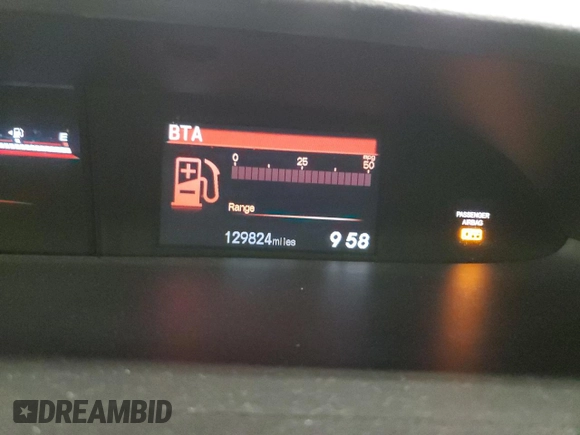 BTA
E
mpg
0 25 50
Range
129824miles 9 58
PASSENGER
AIRBAG
OFF
DREAMBID